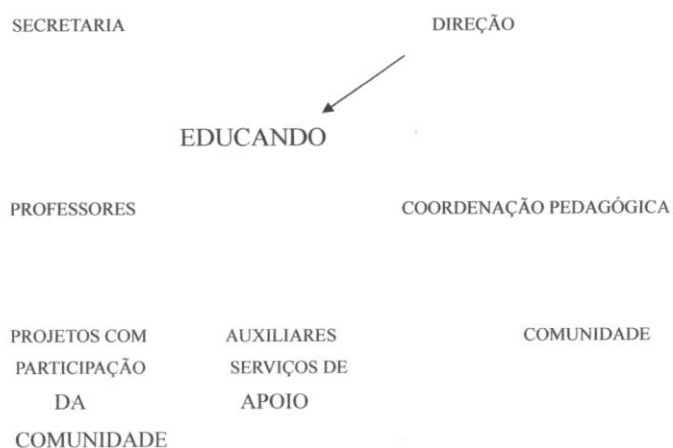 SECRETARIA DIREÇÃO
EDUCANDO
PROFESSORES COORDENAÇÃO PEDAGÓGICA
PROJETOS COM AUXILIARES COMUNIDADE
PARTICIPAÇÃO SERVIÇOS DE
DA APOIO
COMUNIDADE